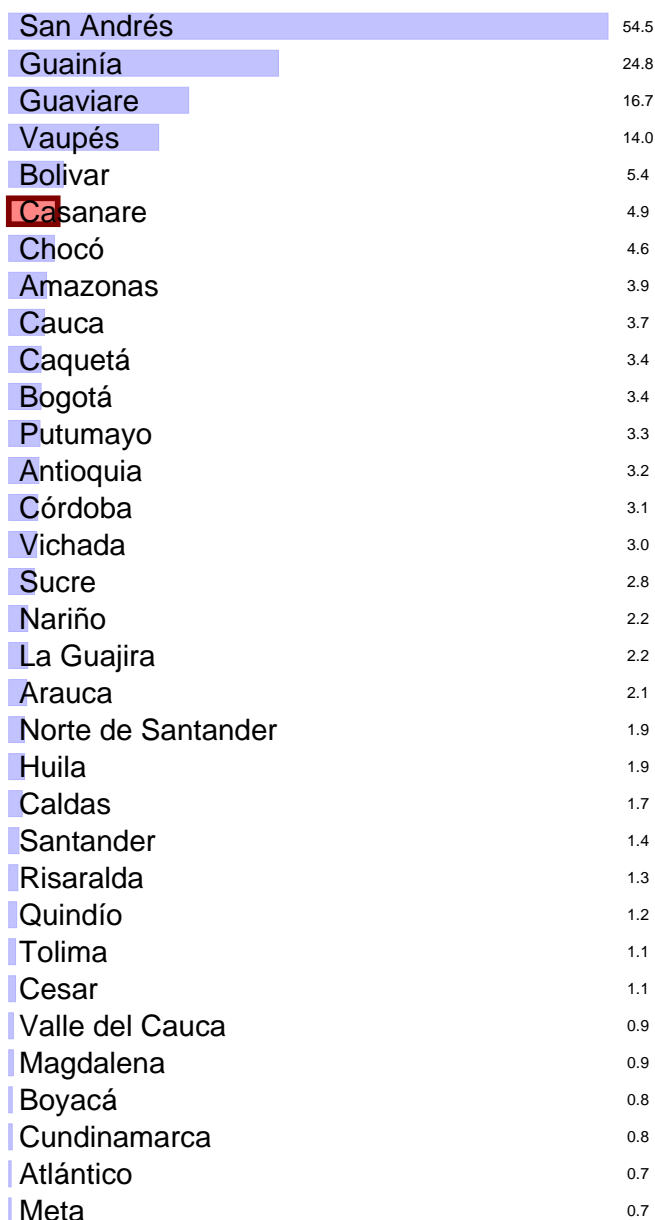 San Andrés 54.5
Guainía 24.8
Guaviare 16.7
Vaupés 14.0
Bolivar 5.4
Casanare 4.9
Chocó 4.6
Amazonas 3.9
Cauca 3.7
Caquetá 3.4
Bogotá 3.4
Putumayo 3.3
Antioquia 3.2
Córdoba 3.1
Vichada 3.0
Sucre 2.8
Nariño 2.2
La Guajira 2.2
Arauca 2.1
Norte de Santander 1.9
Huila 1.9
Caldas 1.7
Santander 1.4
Risaralda 1.3
Quindío 1.2
Tolima 1.1
Cesar 1.1
Valle del Cauca 0.9
Magdalena 0.9
Boyacá 0.8
Cundinamarca 0.8
Atlántico 0.7
Meta 0.7